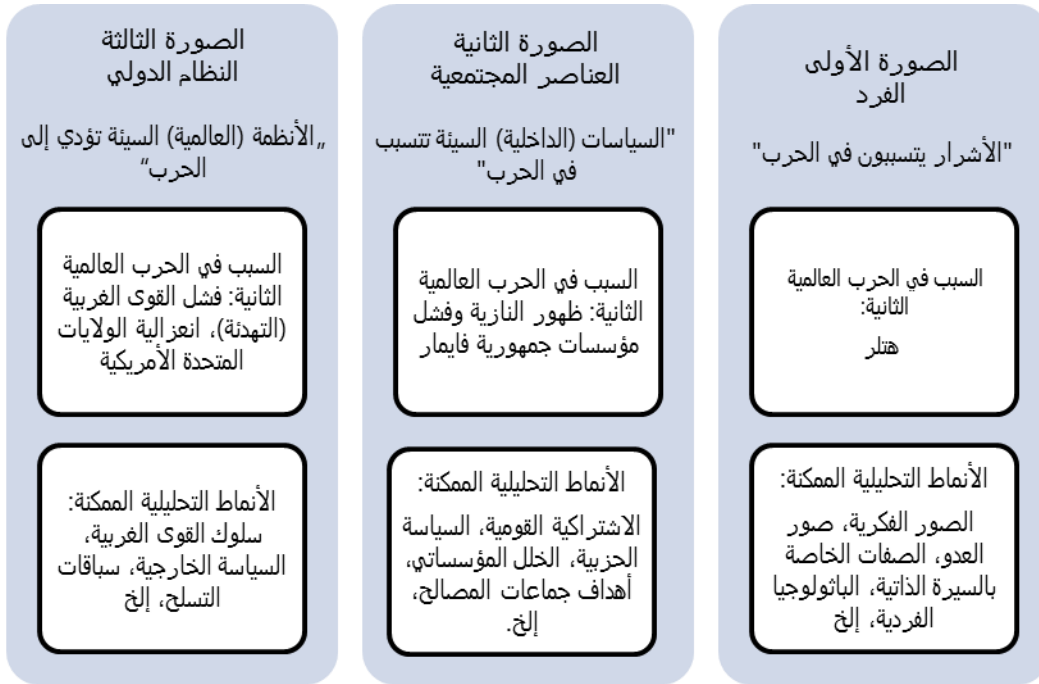 الصورة الأولى
الفرد
"الأشرار يتسببون في الحرب"
السبب في الحرب العالمية
الثانية:
هتلر
الأنماط التحليلية الممكنة:
الصور الفكرية، صور
العدو، الصفات الخاصة
بالسيرة الذاتية، الباثولوجيا
الفردية، إلخ
الصورة الثانية
العناصر المجتمعية
"السياسات (الداخلية) السيئة تتسبب
في الحرب"
السبب في الحرب العالمية
الثانية: ظهور النازية وفشل
مؤسسات جمهورية فايمار
الأنماط التحليلية الممكنة:
الاشتراكية القومية، السياسة
الحزبية، الخلل المؤسساتي،
أهداف جماعات المصالح،
إلخ.
الصورة الثالثة
النظام الدولي
„الأنظمة (العالمية) السيئة تؤدي إلى
الحرب“
السبب في الحرب العالمية
الثانية: فشل القوى الغربية
(التهدئة)، انعزالية الولايات
المتحدة الأمريكية
الأنماط التحليلية الممكنة:
سلوك القوى الغربية،
السياسة الخارجية، سباقات
التسلح، إلخ